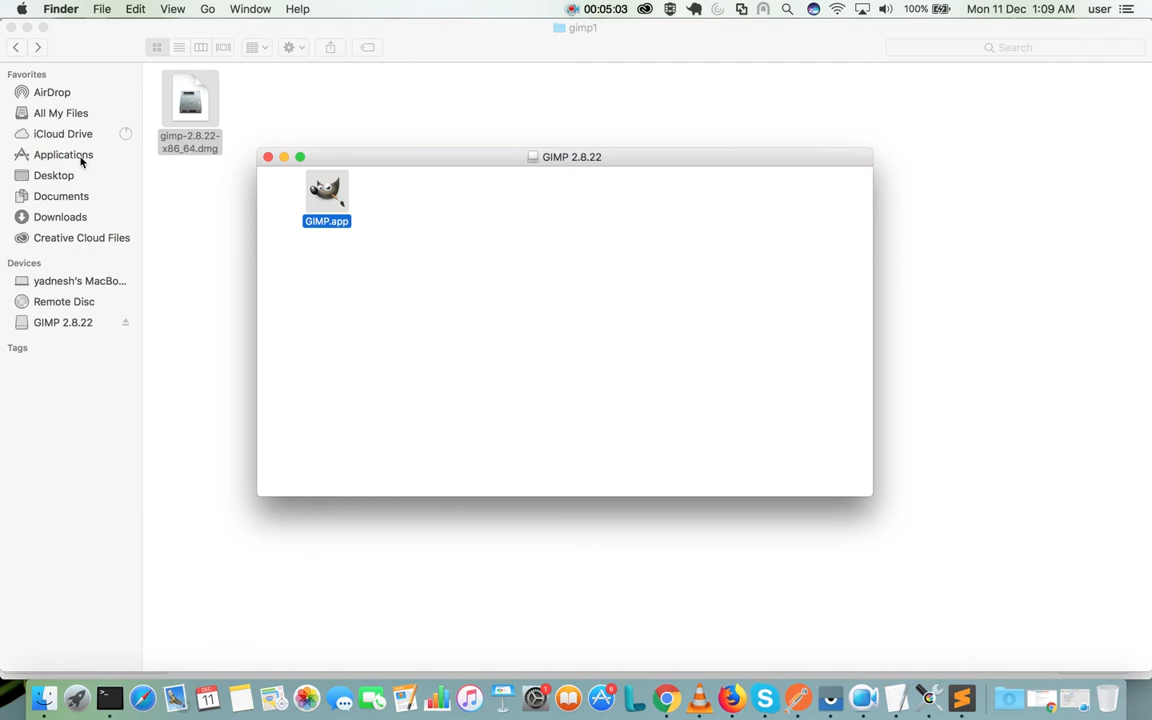 Finder File Edit View Go Window Help 00:05:03 100% Mon 11 Dec 1:09 AM user
gimp1
Search
Favorites
AirDrop
All My Files
iCloud Drive
Applications
Desktop
Documents
Downloads
Creative Cloud Files
Devices
yadnesh's MacBo...
Remote Disc
GIMP 2.8.22
Tags
gimp-2.8.22-
x86_64.dmg
GIMP 2.8.22
GIMP.app